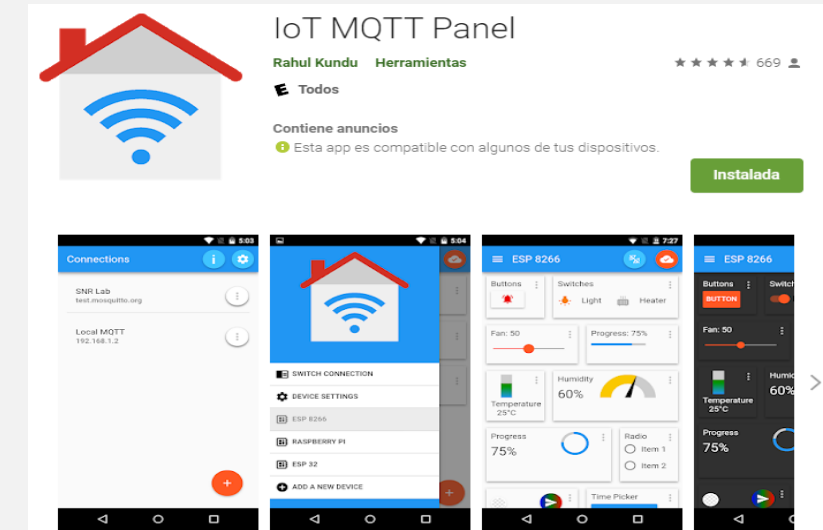 IoT MQTT Panel
Rahul Kundu Herramientas
669
E Todos
Contiene anuncios
Esta app es compatible con algunos de tus dispositivos.
Instalada
5:03
Connections
SNR Lab
test.mosquitto.org
Local MQTT
192.168.1.2
5:04
SWITCH CONNECTION
DEVICE SETTINGS
ESP 8266
RASPBERRY PI
ESP 32
ADD A NEW DEVICE
7:27
ESP 8266
Buttons
Switches
Light
Heater
Fan: 50
Progress: 75%
Temperature
25°C
Humidity
60%
Progress
75%
Radio
Item 1
Item 2
Time Picker
ESP 8266
Buttons
Switch
BUTTON
Fan: 50
Temperature
25°C
Humid
60%
Progress
75%